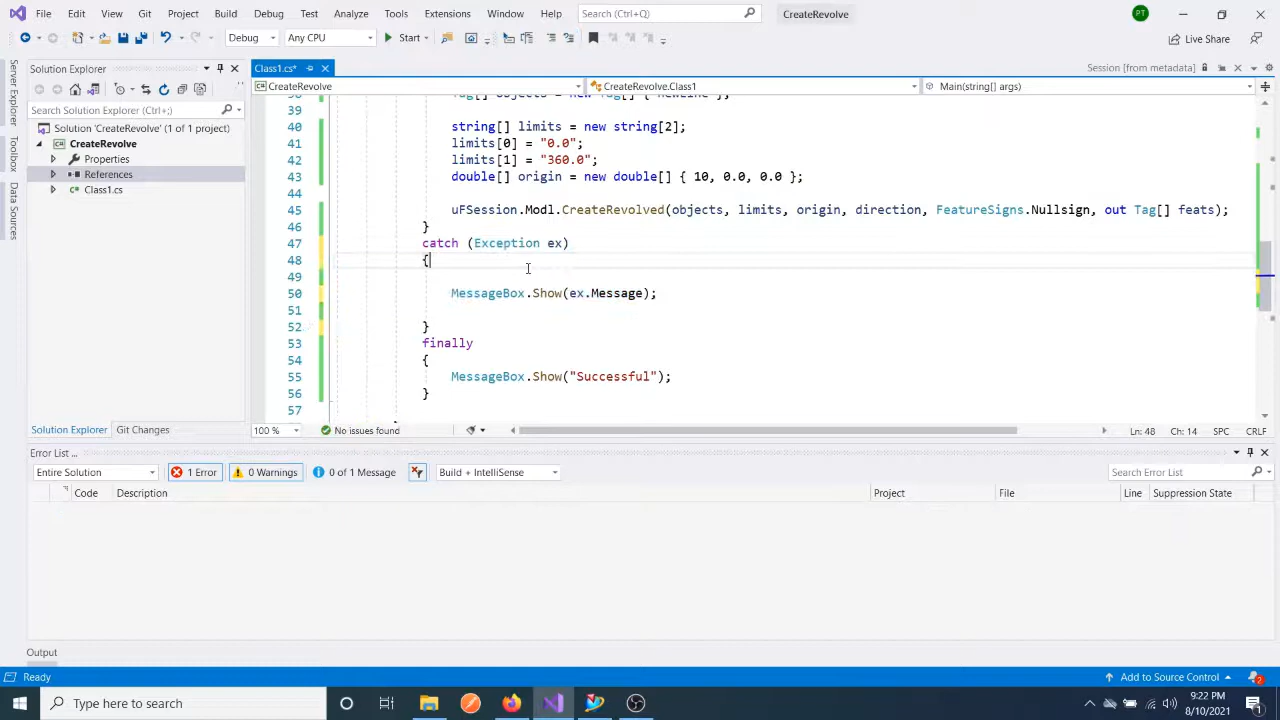 File Edit View Git Project Build Debug Test Analyze Tools Extensions Window Help Search (Ctrl+Q) CreateRevolve PT
Debug Any CPU Start Live Share
Server Explorer
Toolbox
Data Sources
Solution Explorer
Search Solution Explorer (Ctrl+;)
Solution 'CreateRevolve' (1 of 1 project)
CreateRevolve
Properties
References
Class1.cs
Solution Explorer Git Changes
Class1.cs* Session [from metadata]
CreateRevolve CreateRevolve.Class1 Main(string[] args)
39
40 string[] limits = new string[2];
41 limits[0] = "0.0";
42 limits[1] = "360.0";
43 double[] origin = new double[] { 10, 0.0, 0.0 };
44
45 uFSession.Modl.CreateRevolved(objects, limits, origin, direction, FeatureSigns.Nullsign, out Tag[] feats);
46 }
47 catch (Exception ex)
48 {
49
50 MessageBox.Show(ex.Message);
51
52 }
53 finally
54 {
55 MessageBox.Show("Successful");
56 }
57
100 % No issues found Ln: 48 Ch: 14 SPC CRLF
Error List ...
Entire Solution 1 Error 0 Warnings 0 of 1 Message Build + IntelliSense Search Error List
Code Description Project File Line Suppression State
Output
Ready Add to Source Control 2
Type here to search 9:22 PM
8/10/2021